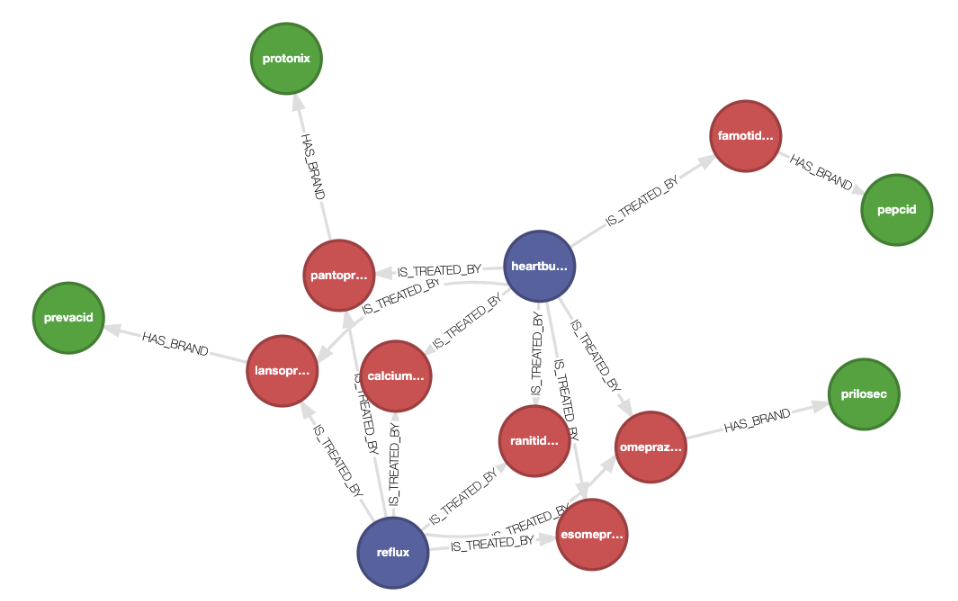 protonix
HAS_BRAND
famotid...
HAS_BRAND
pepcid
IS_TREATED_BY
heartbu...
pantopr...
IS_TREATED_BY
IS_TREATED_BY
prevacid
HAS_BRAND
lansopr...
calcium...
IS_TREATED_BY
IS_TREATED_BY
IS_TREATED_BY
IS_TREATED_BY
prilosec
HAS_BRAND
omepraz...
ranitid...
IS_TREATED_BY
IS_TREATED_BY
IS_TREATED_BY
IS_TREATED_BY
IS_TREATED_BY
IS_TREATED_BY
esomepr...
reflux